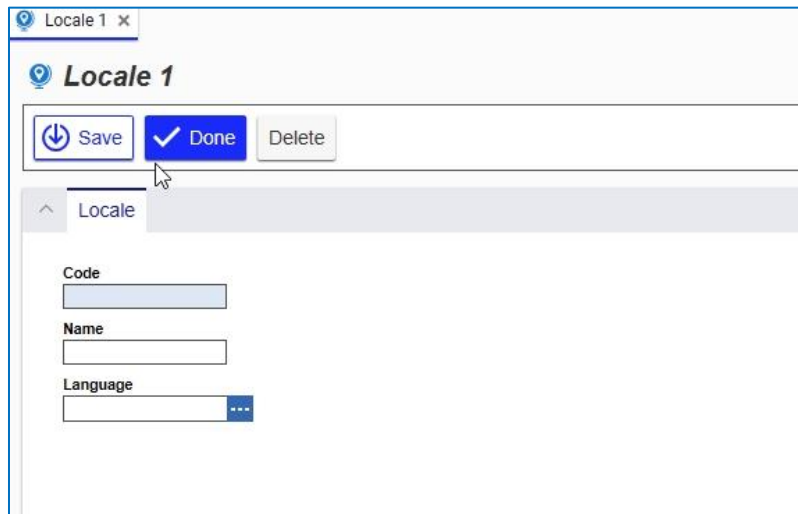 Locale 1 ×
Locale 1
Save Done Delete
Locale
Code
Name
Language